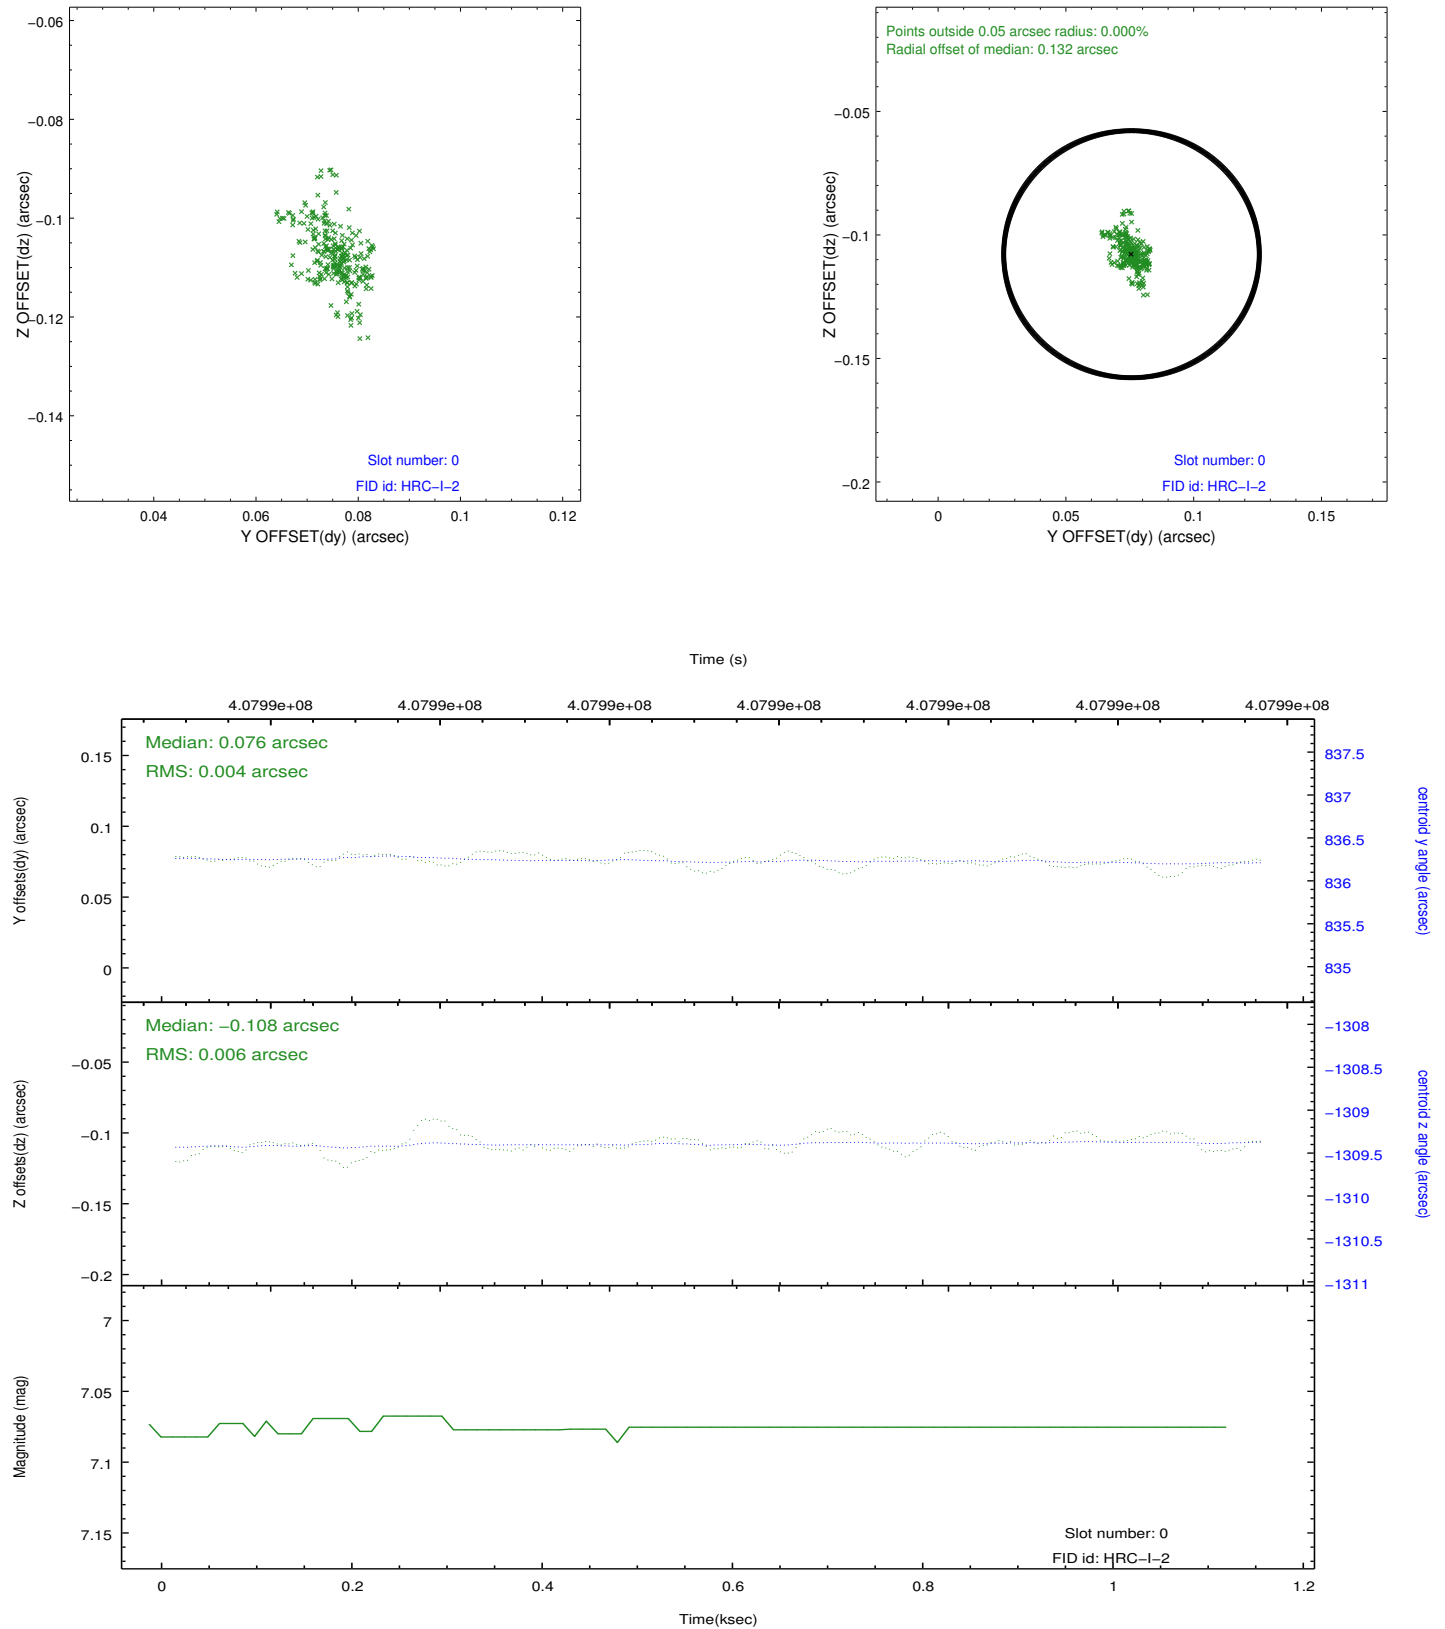 −0.06
−0.08
−0.1
−0.12
−0.14
Z OFFSET(dz) (arcsec)
Slot number: 0
FID id: HRC−I−2
0.04
0.06
0.08
0.1
0.12
Y OFFSET(dy) (arcsec)
Points outside 0.05 arcsec radius: 0.000%
Radial offset of median: 0.132 arcsec
−0.05
−0.1
−0.15
−0.2
Z OFFSET(dz) (arcsec)
Slot number: 0
FID id: HRC−I−2
0
0.05
0.1
0.15
Y OFFSET(dy) (arcsec)
Time (s)
4.0799e+08
4.0799e+08
4.0799e+08
4.0799e+08
4.0799e+08
4.0799e+08
4.0799e+08
Median: 0.076 arcsec
RMS: 0.004 arcsec
0.15
0.1
0.05
0
Y offsets(dy) (arcsec)
837.5
837
836.5
836
835.5
835
centroid y angle (arcsec)
Median: −0.108 arcsec
RMS: 0.006 arcsec
−0.05
−0.1
−0.15
−0.2
Z offsets(dz) (arcsec)
−1308
−1308.5
−1309
−1309.5
−1310
−1310.5
−1311
centroid z angle (arcsec)
7
7.05
7.1
7.15
Magnitude (mag)
Slot number: 0
FID id: HRC−I−2
0
0.2
0.4
0.6
0.8
1
1.2
Time(ksec)